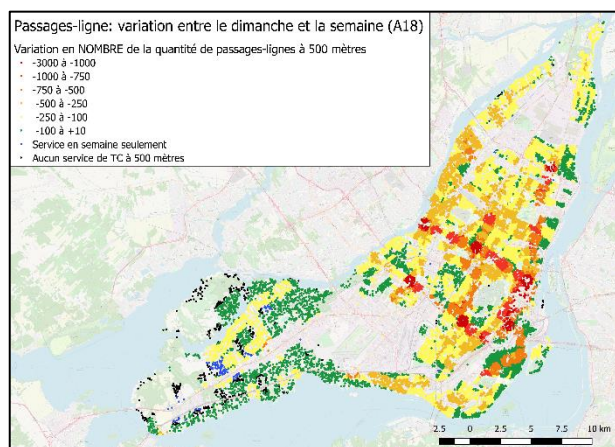 Passages-ligne: variation entre le dimanche et la semaine (A18)
Variation en NOMBRE de la quantité de passages-lignes à 500 mètres
-3000 à -1000
-1000 à -750
-750 à -500
-500 à -250
-250 à -100
-100 à +10
Service en semaine seulement
Aucun service de TC à 500 mètres
2.5 0 2.5 5 7.5 10 km